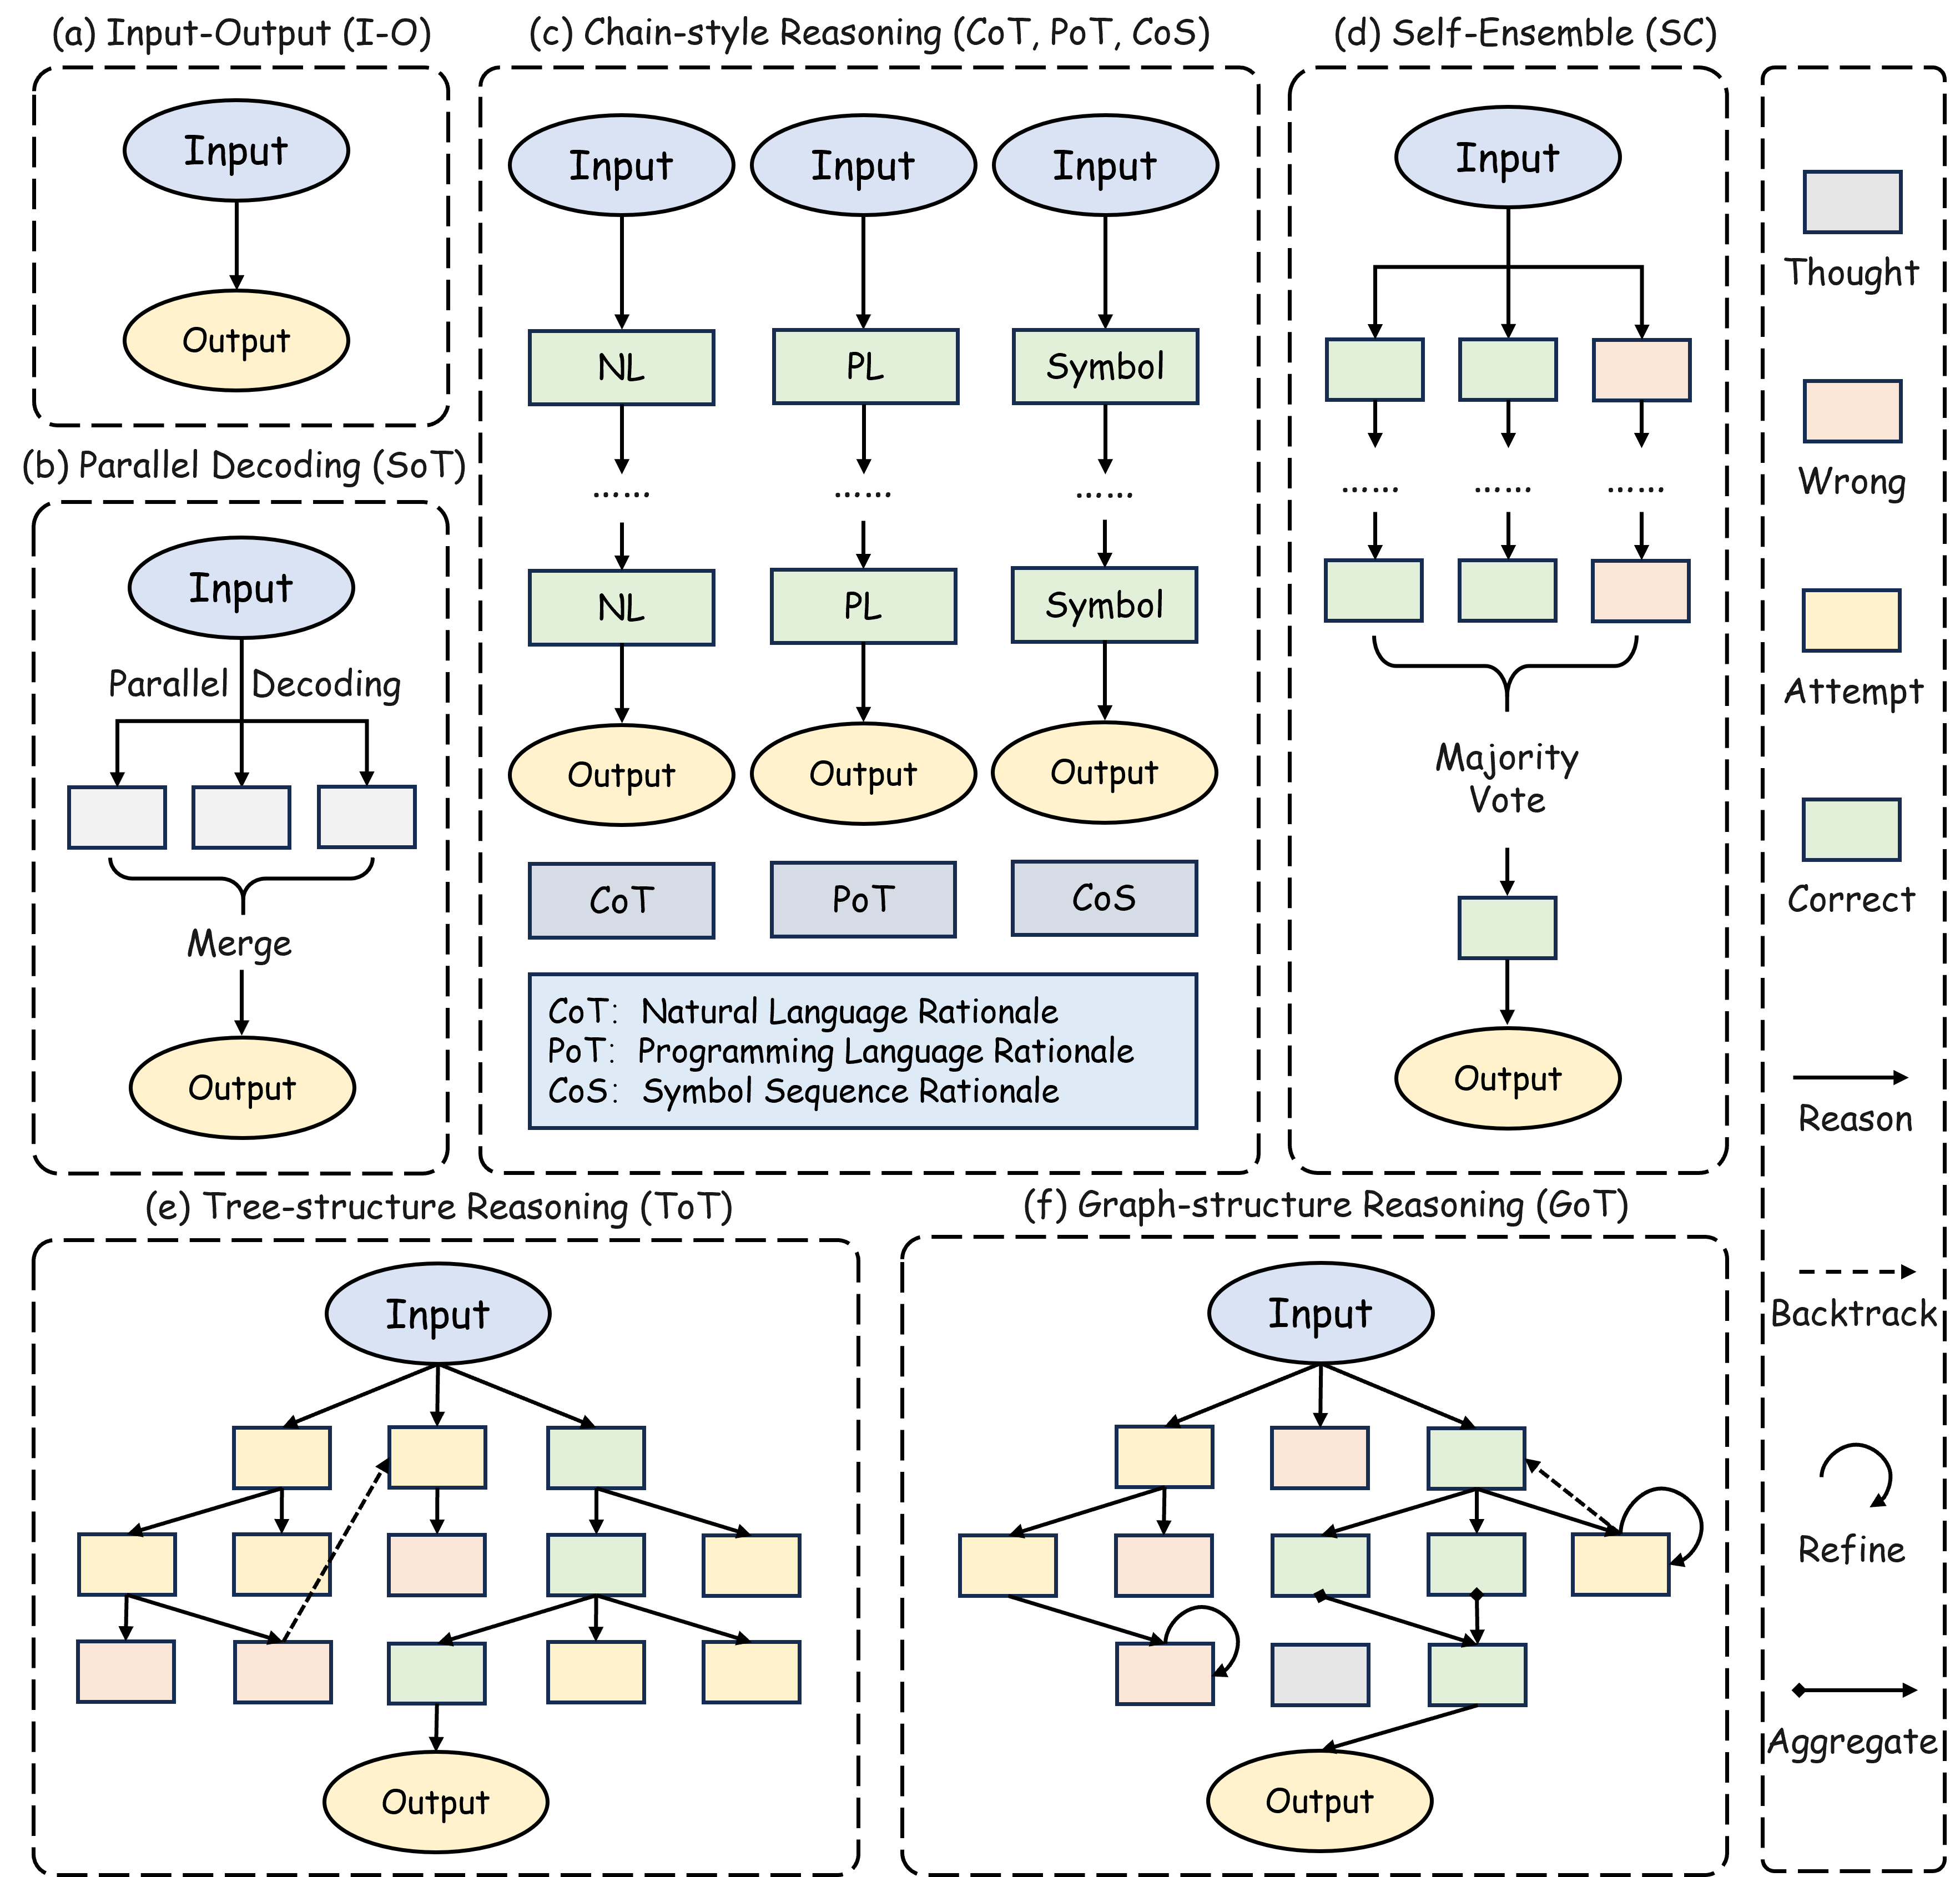 (a) Input-Output (I-O)
Input
Output
(b) Parallel Decoding (SoT)
Input
Parallel Decoding
Merge
Output
(c) Chain-style Reasoning (CoT, PoT, CoS)
Input Input Input
NL PL Symbol
...... ...... ......
NL PL Symbol
Output Output Output
CoT PoT CoS
CoT: Natural Language Rationale
PoT: Programming Language Rationale
CoS: Symbol Sequence Rationale
(d) Self-Ensemble (SC)
Input
...... ...... ......
Majority
Vote
Output
(e) Tree-structure Reasoning (ToT)
Input
Output
(f) Graph-structure Reasoning (GoT)
Input
Output
Thought
Wrong
Attempt
Correct
Reason
Backtrack
Refine
Aggregate